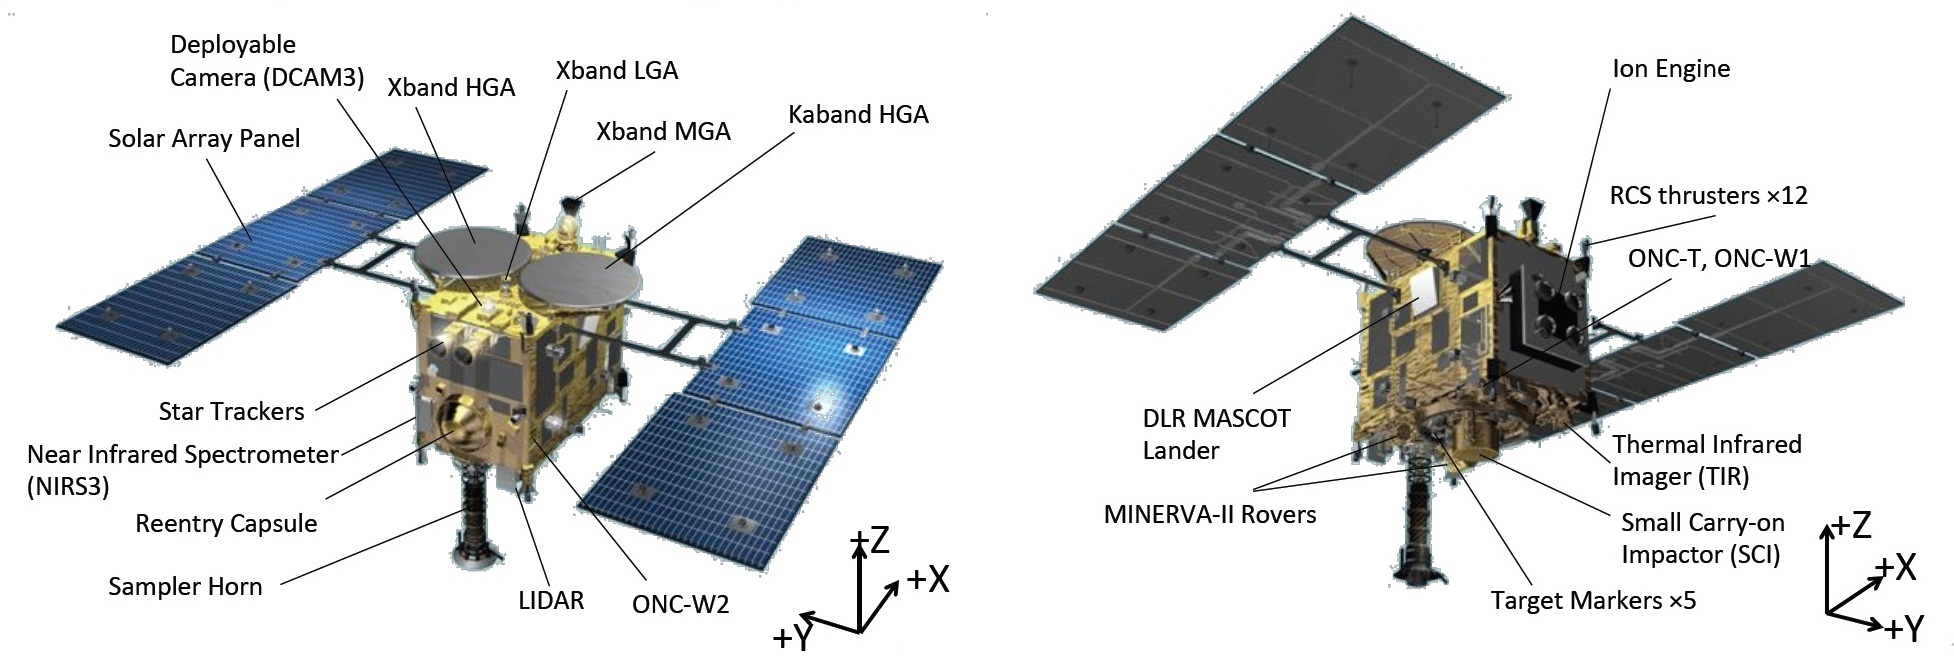 Deployable
Camera (DCAM3)
Xband HGA
Xband LGA
Kaband HGA
Xband MGA
Solar Array Panel
Star Trackers
Near Infrared Spectrometer
(NIRS3)
Reentry Capsule
Sampler Horn
LIDAR
ONC-W2
+Z
+X
+Y
Ion Engine
RCS thrusters ×12
ONC-T, ONC-W1
DLR MASCOT
Lander
MINERVA-II Rovers
Thermal Infrared
Imager (TIR)
Small Carry-on
Impactor (SCI)
Target Markers ×5
+Z
+X
+Y